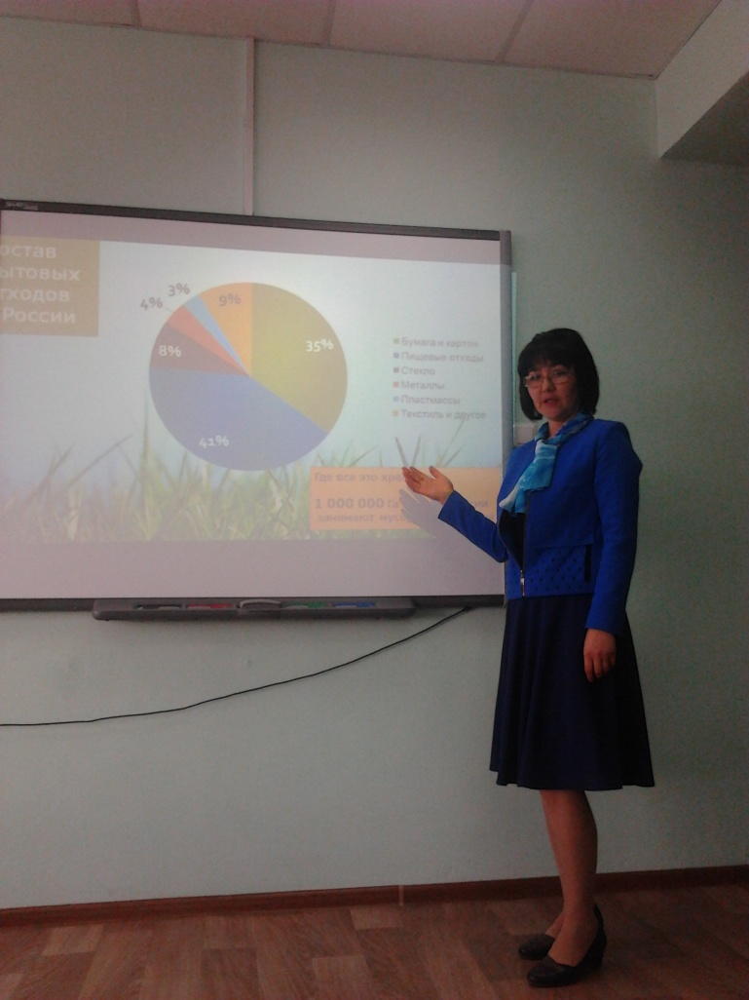 остав
ытовых
тходов
России
3%
4%
9%
8%
35%
41%
Бумага и картон
Пищевые отходы
Стекло
Металлы
Пластмассы
Текстиль и другое
Где все это
1 000 000
занимают